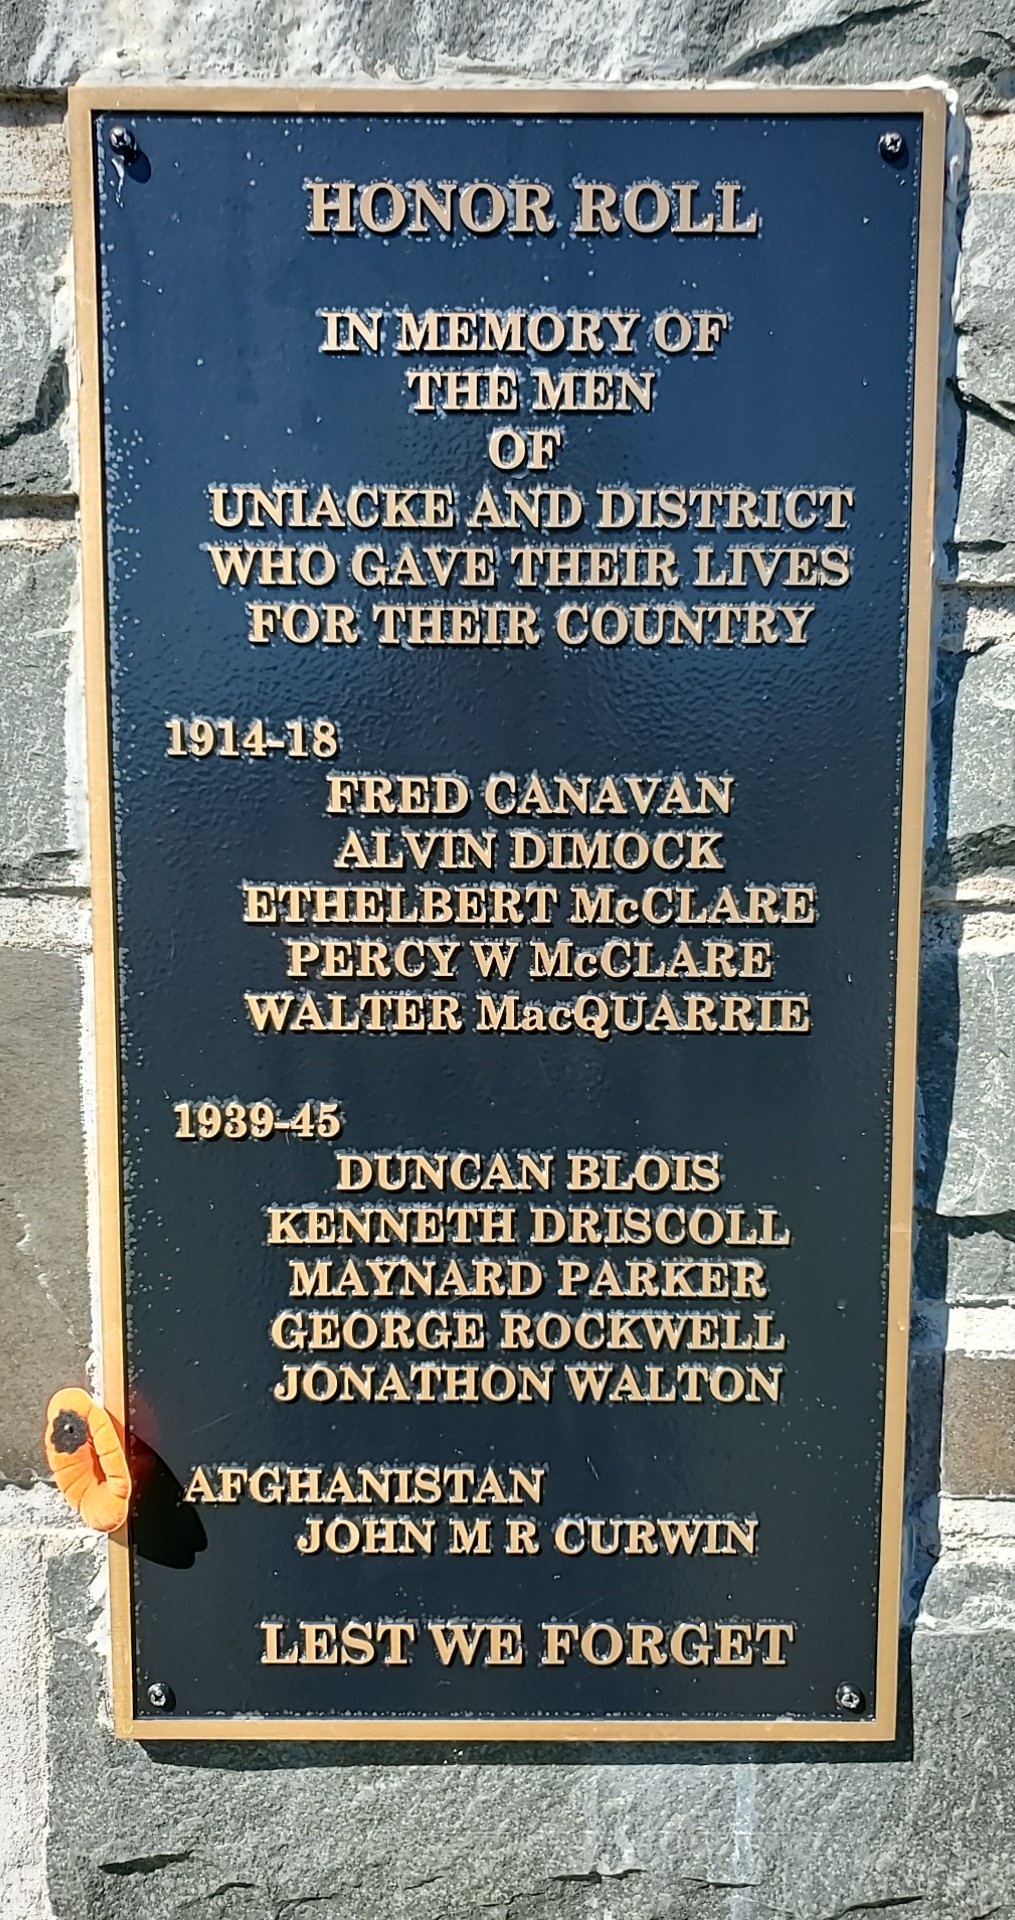 HONOR ROLL
IN MEMORY OF
THE MEN
OF
UNIACKE AND DISTRICT
WHO GAVE THEIR LIVES
FOR THEIR COUNTRY
1914-18
FRED CANAVAN
ALVIN DIMOCK
ETHELBERT McCLARE
PERCY W McCLARE
WALTER MacQUARRIE
1939-45
DUNCAN BLOIS
KENNETH DRISCOLL
MAYNARD PARKER
GEORGE ROCKWELL
JONATHON WALTON
AFGHANISTAN
JOHN M R CURWIN
LEST WE FORGET